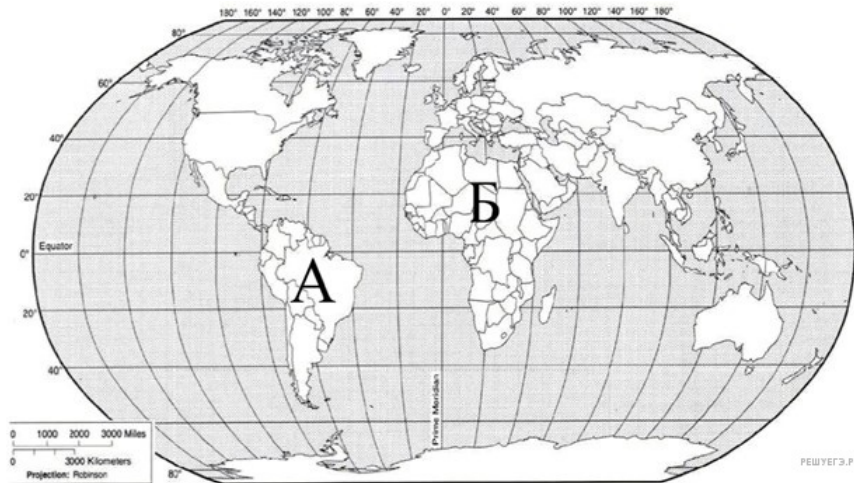 180° 160° 140° 120° 100° 80° 60° 40° 20° 0° 20° 40° 60° 80° 100° 120° 140° 160° 180°
80°
60°
40°
20°
Б
Equator
0°
А
20°
40°
Prime Meridian
0 1000 2000 3000 Miles
0 3000 Kilometers
Projection: Robinson
80°
РЕШУЕГЭ.Р